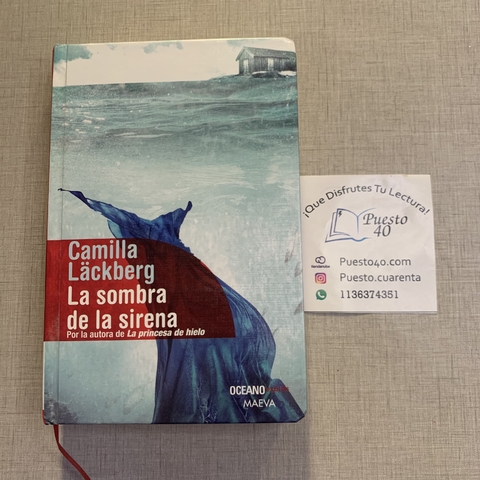 Camilla
Läckberg
La sombra
de la sirena
Por la autora de La princesa de hielo
OCEANO
MAEVA
¡Que Disfrutes Tu Lectura!
Puesto
40
Puesto40.com
Puesto.cuarenta
1136374351